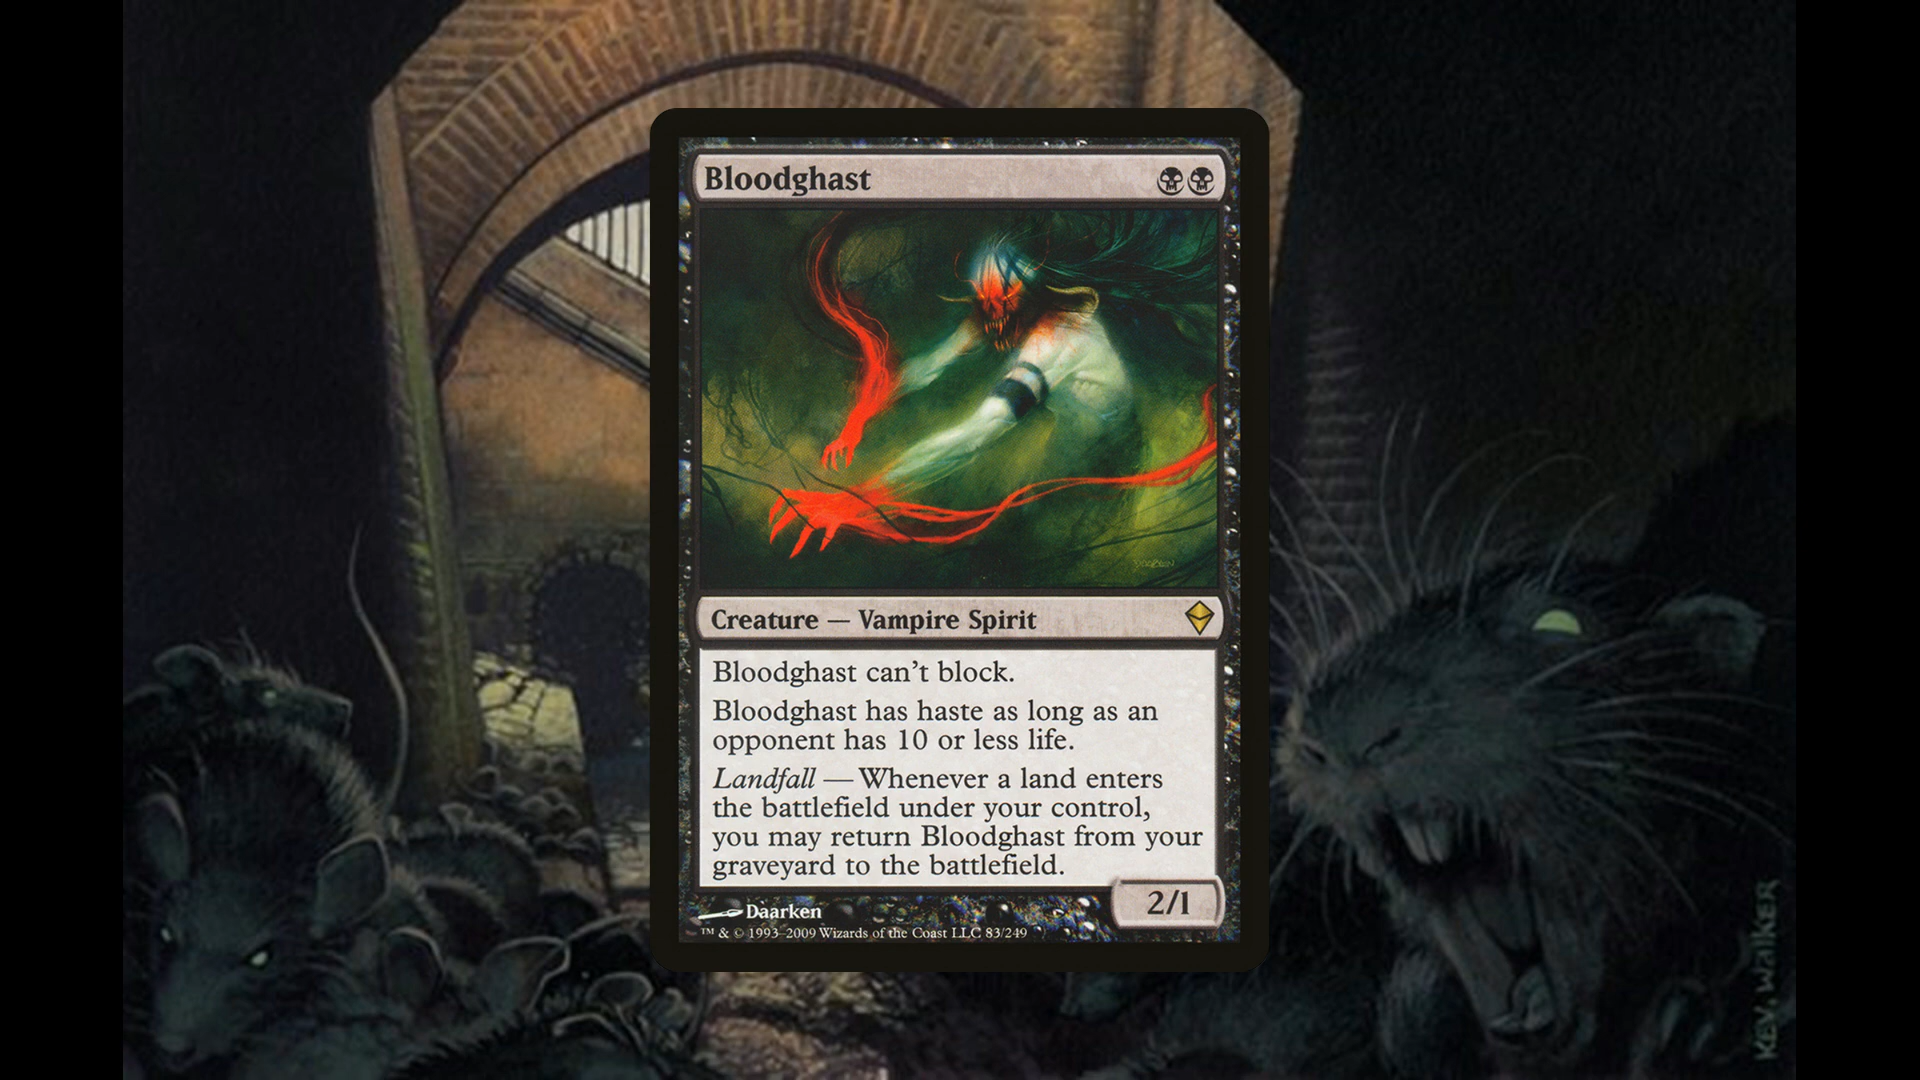 Bloodghast
Creature — Vampire Spirit
Bloodghast can't block.
Bloodghast has haste as long as an
opponent has 10 or less life.
Landfall — Whenever a land enters
the battlefield under your control,
you may return Bloodghast from your
graveyard to the battlefield.
2/1
Daarken
™ & © 1993–2009 Wizards of the Coast LLC 83/249
KEV. WALKER